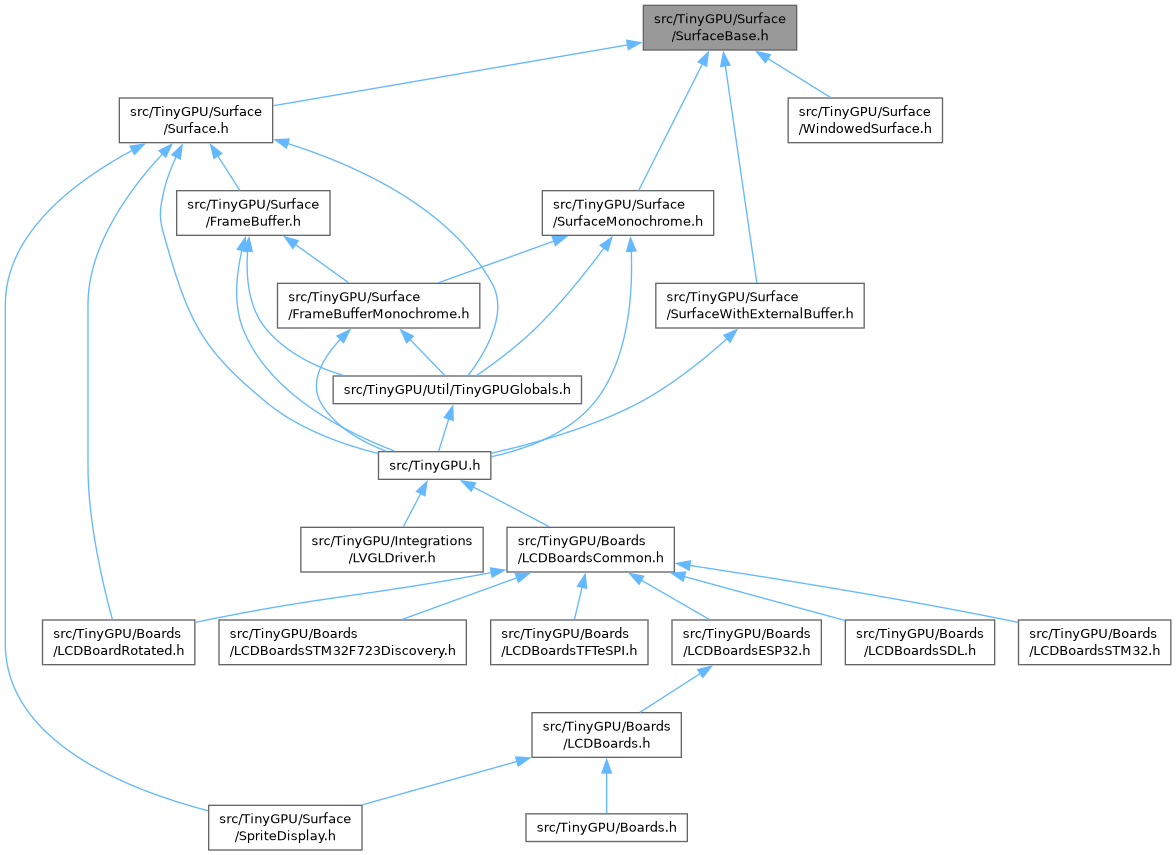 src/TinyGPU/Surface
/SurfaceBase.h
src/TinyGPU/Surface
/Surface.h
src/TinyGPU/Surface
/WindowedSurface.h
src/TinyGPU/Surface
/FrameBuffer.h
src/TinyGPU/Surface
/SurfaceMonochrome.h
src/TinyGPU/Surface
/FrameBufferMonochrome.h
src/TinyGPU/Surface
/SurfaceWithExternalBuffer.h
src/TinyGPU/Util/TinyGPUGlobals.h
src/TinyGPU.h
src/TinyGPU/Integrations
/LVGLDriver.h
src/TinyGPU/Boards
/LCDBoardsCommon.h
src/TinyGPU/Boards
/LCDBoardRotated.h
src/TinyGPU/Boards
/LCDBoardsSTM32F723Discovery.h
src/TinyGPU/Boards
/LCDBoardsTFTeSPI.h
src/TinyGPU/Boards
/LCDBoardsESP32.h
src/TinyGPU/Boards
/LCDBoardsSDL.h
src/TinyGPU/Boards
/LCDBoardsSTM32.h
src/TinyGPU/Boards
/LCDBoards.h
src/TinyGPU/Surface
/SpriteDisplay.h
src/TinyGPU/Boards.h